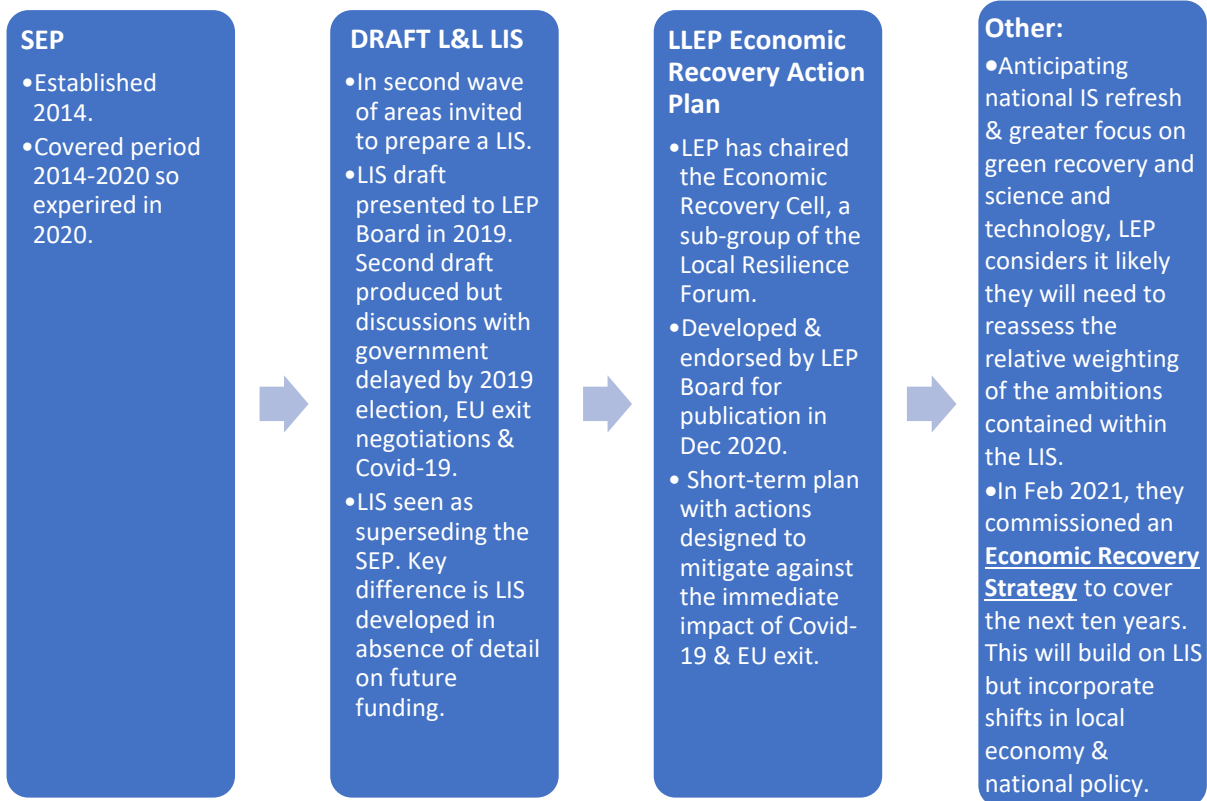 SEP
•Established
2014.
•Covered period
2014-2020 so
experired in
2020.
DRAFT L&L LIS
•In second wave
of areas invited
to prepare a LIS.
•LIS draft
presented to LEP
Board in 2019.
Second draft
produced but
discussions with
government
delayed by 2019
election, EU exit
negotiations &
Covid-19.
•LIS seen as
superseding the
SEP. Key
difference is LIS
developed in
absence of detail
on future
funding.
LLEP Economic
Recovery Action
Plan
•LEP has chaired
the Economic
Recovery Cell, a
sub-group of the
Local Resilience
Forum.
•Developed &
endorsed by LEP
Board for
publication in
Dec 2020.
• Short-term plan
with actions
designed to
mitigate against
the immediate
impact of Covid-
19 & EU exit.
Other:
•Anticipating
national IS refresh
& greater focus on
green recovery and
science and
technology, LEP
considers it likely
they will need to
reassess the
relative weighting
of the ambitions
contained within
the LIS.
•In Feb 2021, they
commissioned an
Economic Recovery
Strategy to cover
the next ten years.
This will build on LIS
but incorporate
shifts in local
economy &
national policy.